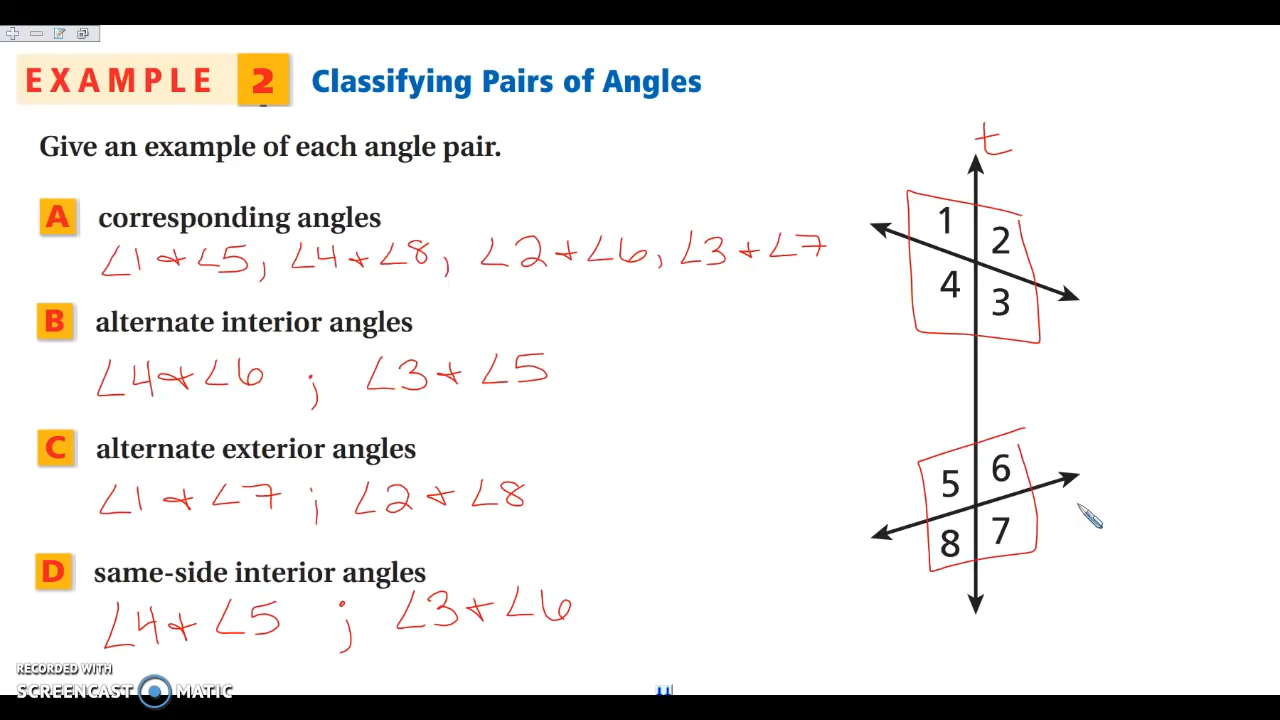 EXAMPLE 2 Classifying Pairs of Angles
Give an example of each angle pair.
A corresponding angles
∠1 + ∠5, ∠4 + ∠8, ∠2 + ∠6, ∠3 + ∠7
B alternate interior angles
∠4 + ∠6 ; ∠3 + ∠5
C alternate exterior angles
∠1 + ∠7 ; ∠2 + ∠8
D same-side interior angles
∠4 + ∠5 ; ∠3 + ∠6
t
1
2
4
3
5
6
8
7
RECORDED WITH
SCREENCAST MATIC